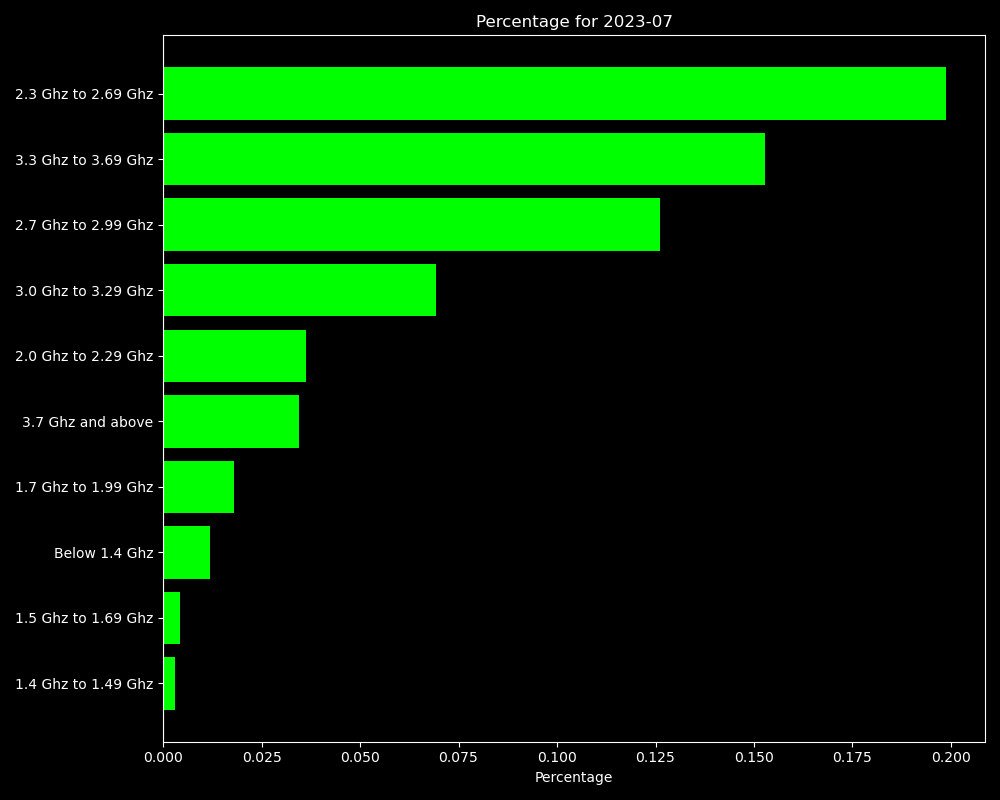 Percentage for 2023-07
2.3 Ghz to 2.69 Ghz
3.3 Ghz to 3.69 Ghz
2.7 Ghz to 2.99 Ghz
3.0 Ghz to 3.29 Ghz
2.0 Ghz to 2.29 Ghz
3.7 Ghz and above
1.7 Ghz to 1.99 Ghz
Below 1.4 Ghz
1.5 Ghz to 1.69 Ghz
1.4 Ghz to 1.49 Ghz
0.000 0.025 0.050 0.075 0.100 0.125 0.150 0.175 0.200
Percentage